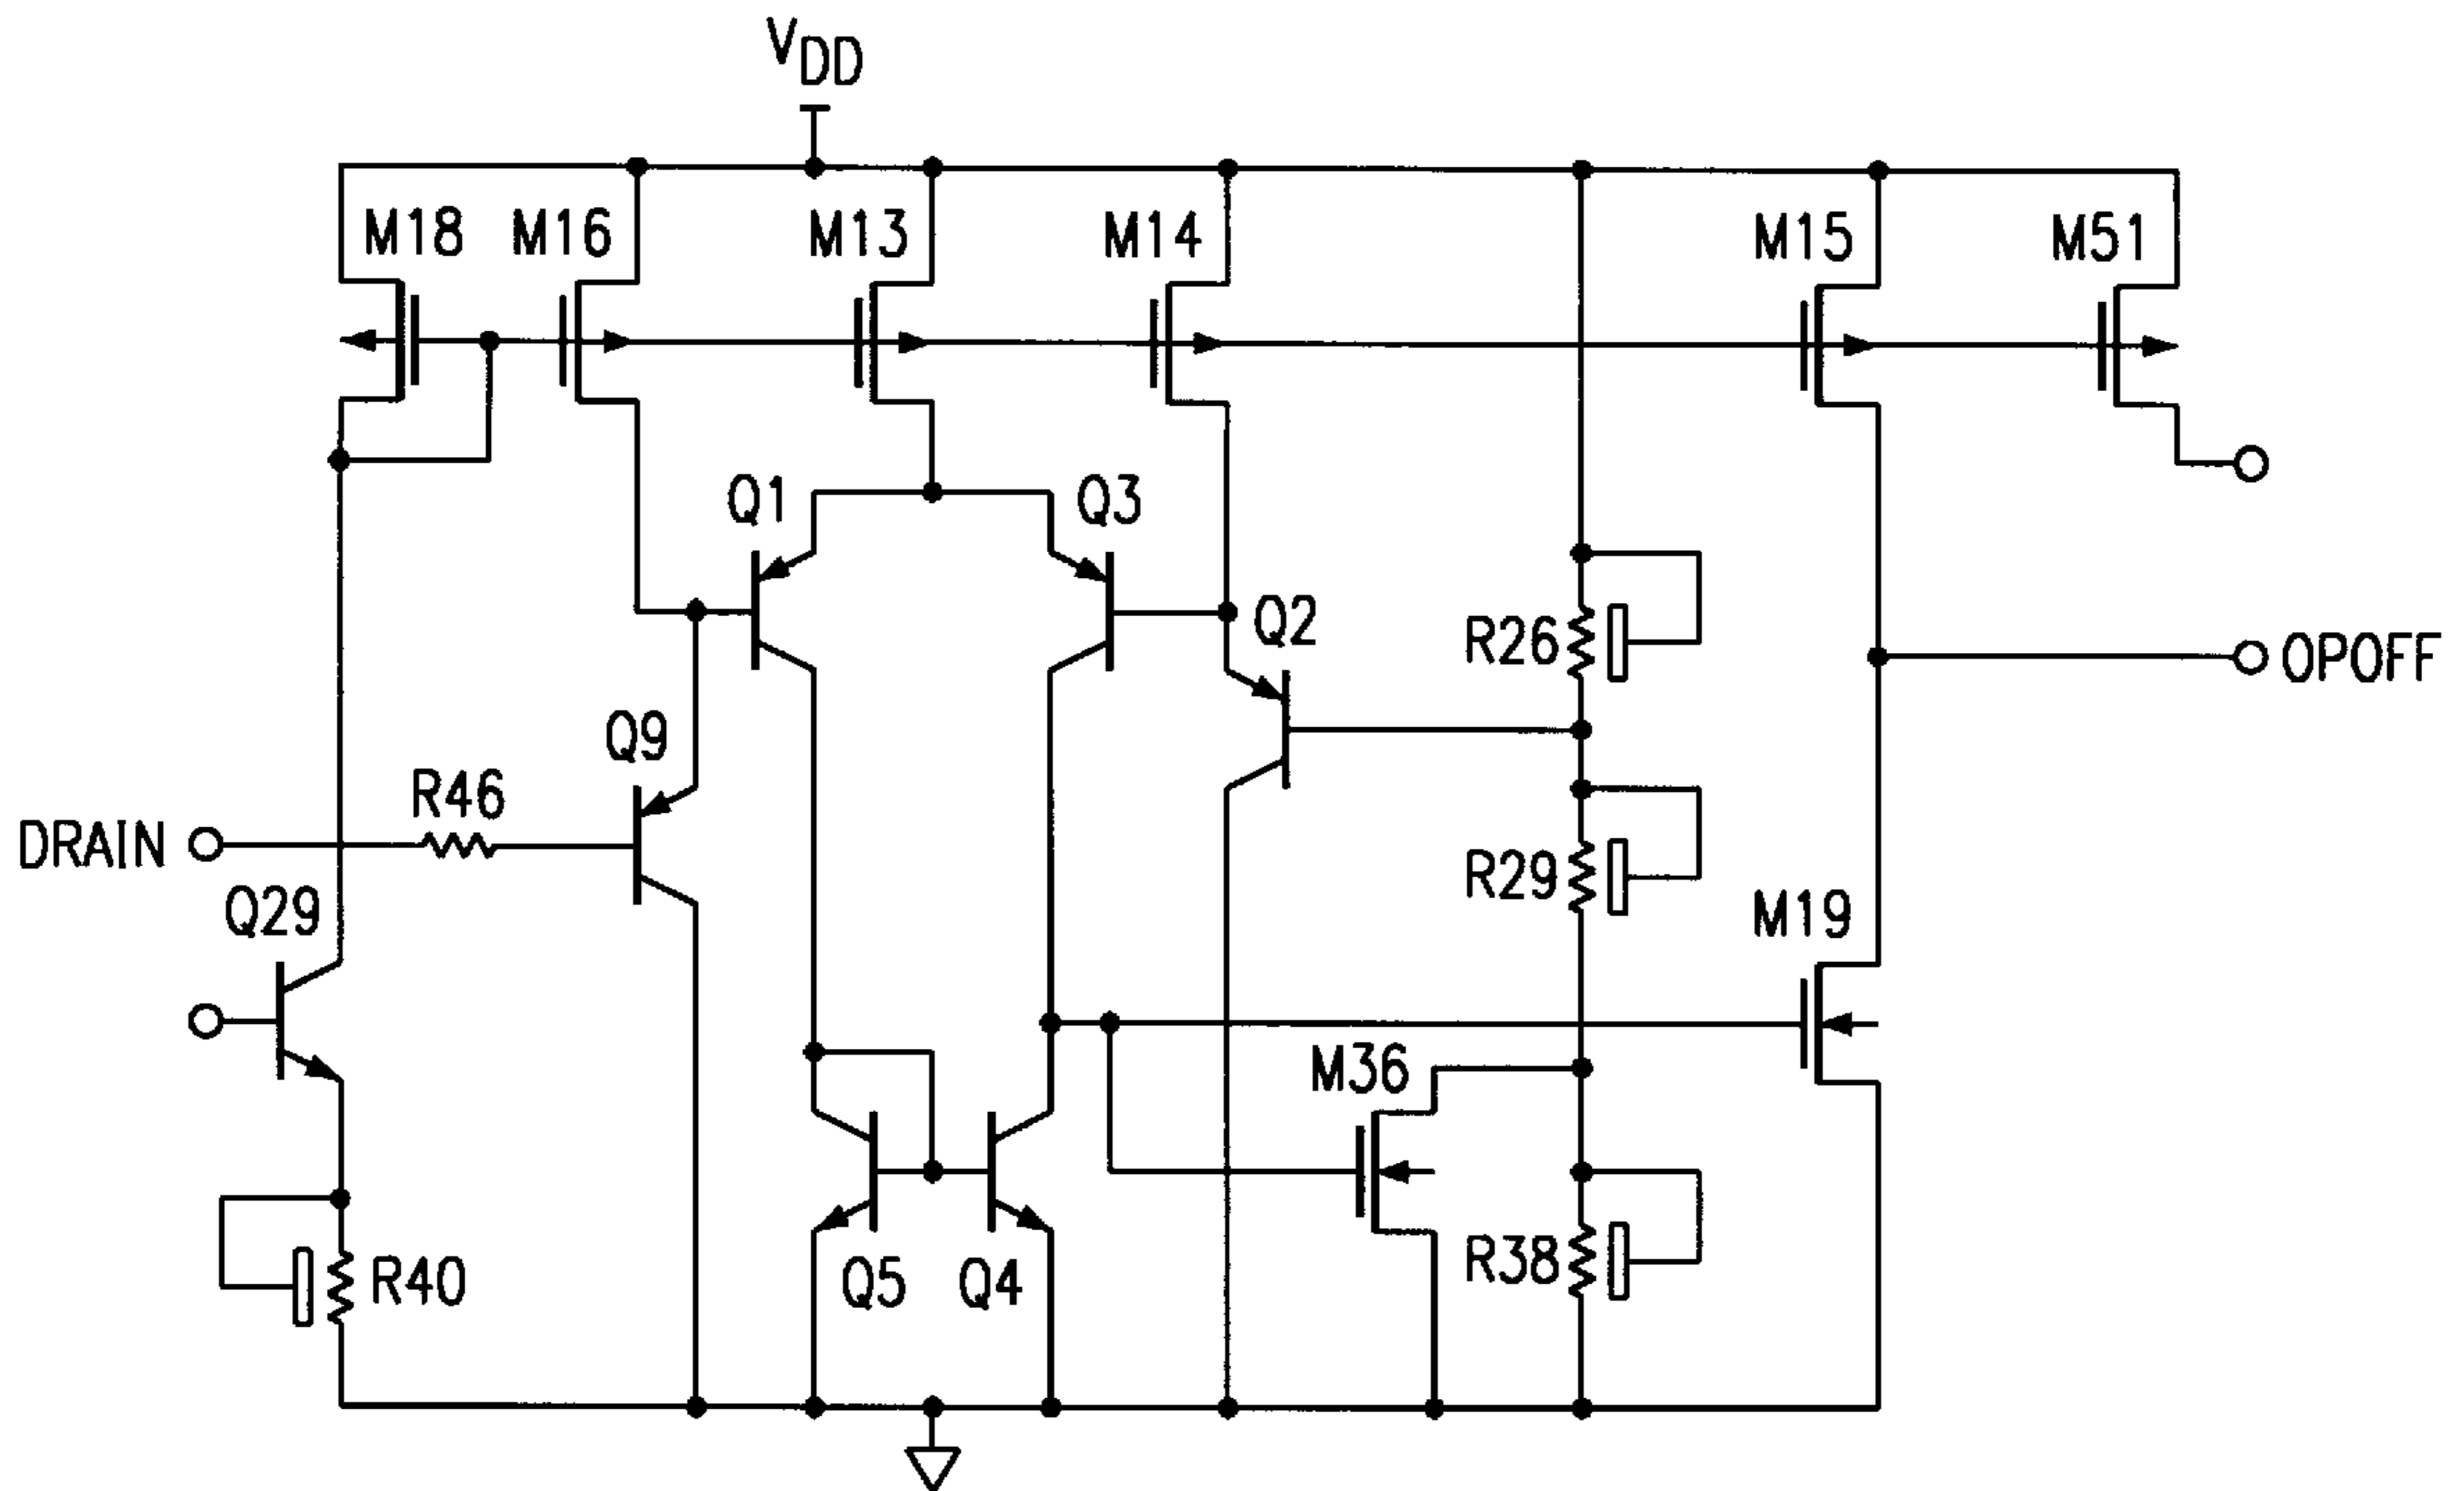 VDD
M18
M16
M13
M14
M15
M51
Q1
Q3
Q2
R26
OPOFF
Q9
R46
DRAIN
R29
Q29
M19
M36
R40
Q5
Q4
R38